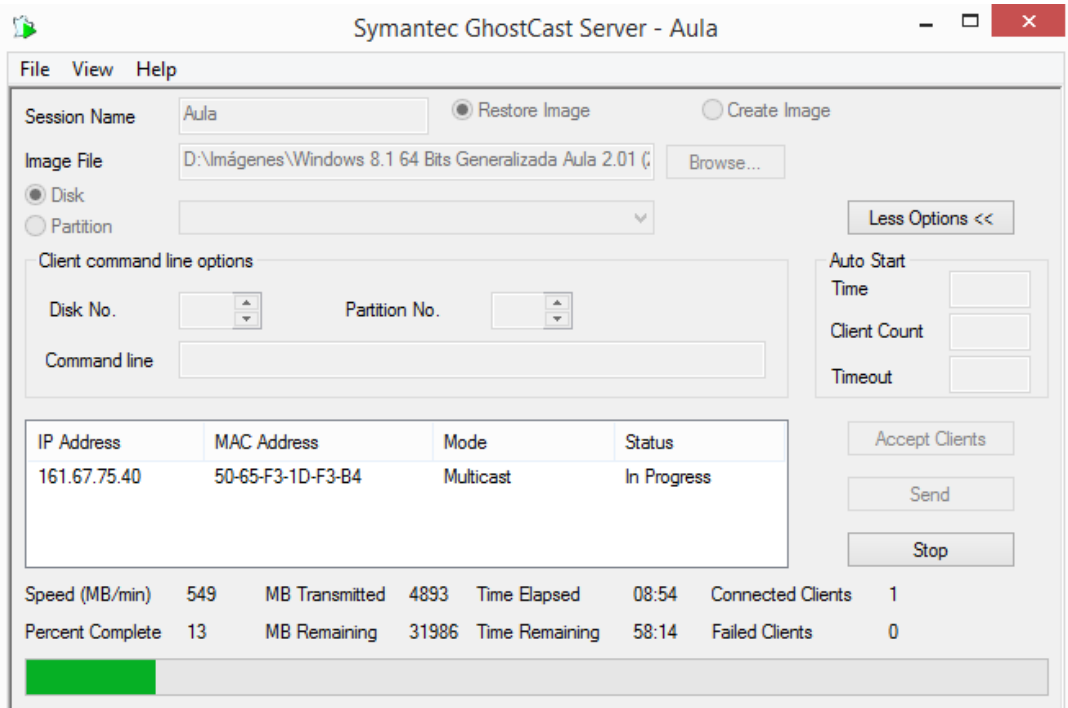 Symantec GhostCast Server - Aula
File View Help
Session Name Aula Restore Image Create Image
Image File D:\Imágenes\Windows 8.1 64 Bits Generalizada Aula 2.01 (2 Browse...
Disk
Partition Less Options <<
Client command line options Auto Start
Time
Disk No. Partition No.
Client Count
Command line
Timeout
IP Address MAC Address Mode Status Accept Clients
161.67.75.40 50-65-F3-1D-F3-B4 Multicast In Progress
Send
Stop
Speed (MB/min) 549 MB Transmitted 4893 Time Elapsed 08:54 Connected Clients 1
Percent Complete 13 MB Remaining 31986 Time Remaining 58:14 Failed Clients 0